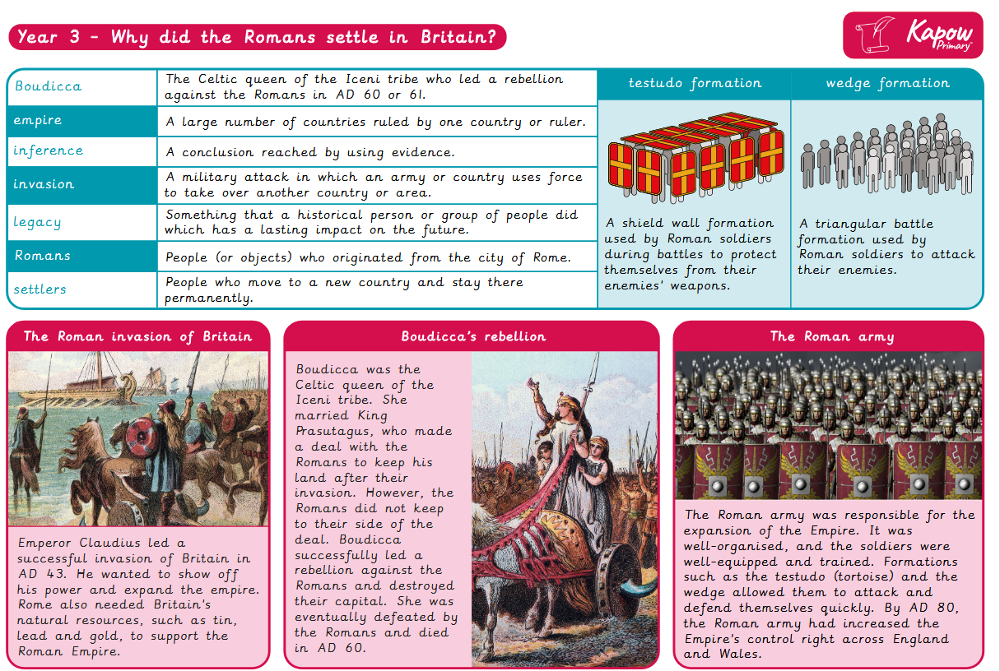 Year 3 - Why did the Romans settle in Britain?
Kapow
Primary™
Boudicca
The Celtic queen of the Iceni tribe who led a rebellion
against the Romans in AD 60 or 61.
empire
A large number of countries ruled by one country or ruler.
inference
A conclusion reached by using evidence.
invasion
A military attack in which an army or country uses force
to take over another country or area.
legacy
Something that a historical person or group of people did
which has a lasting impact on the future.
Romans
People (or objects) who originated from the city of Rome.
settlers
People who move to a new country and stay there
permanently.
testudo formation
A shield wall formation
used by Roman soldiers
during battles to protect
themselves from their
enemies' weapons.
wedge formation
A triangular battle
formation used by
Roman soldiers to attack
their enemies.
The Roman invasion of Britain
Emperor Claudius led a
successful invasion of Britain in
AD 43. He wanted to show off
his power and expand the empire.
Rome also needed Britain's
natural resources, such as tin,
lead and gold, to support the
Roman Empire.
Boudicca's rebellion
Boudicca was the
Celtic queen of the
Iceni tribe. She
married King
Prasutagus, who made
a deal with the
Romans to keep his
land after their
invasion. However, the
Romans did not keep
to their side of the
deal. Boudicca
successfully led a
rebellion against the
Romans and destroyed
their capital. She was
eventually defeated by
the Romans and died
in AD 60.
The Roman army
The Roman army was responsible for the
expansion of the Empire. It was
well-organised, and the soldiers were
well-equipped and trained. Formations
such as the testudo (tortoise) and the
wedge allowed them to attack and
defend themselves quickly. By AD 80,
the Roman army had increased the
Empire's control right across England
and Wales.